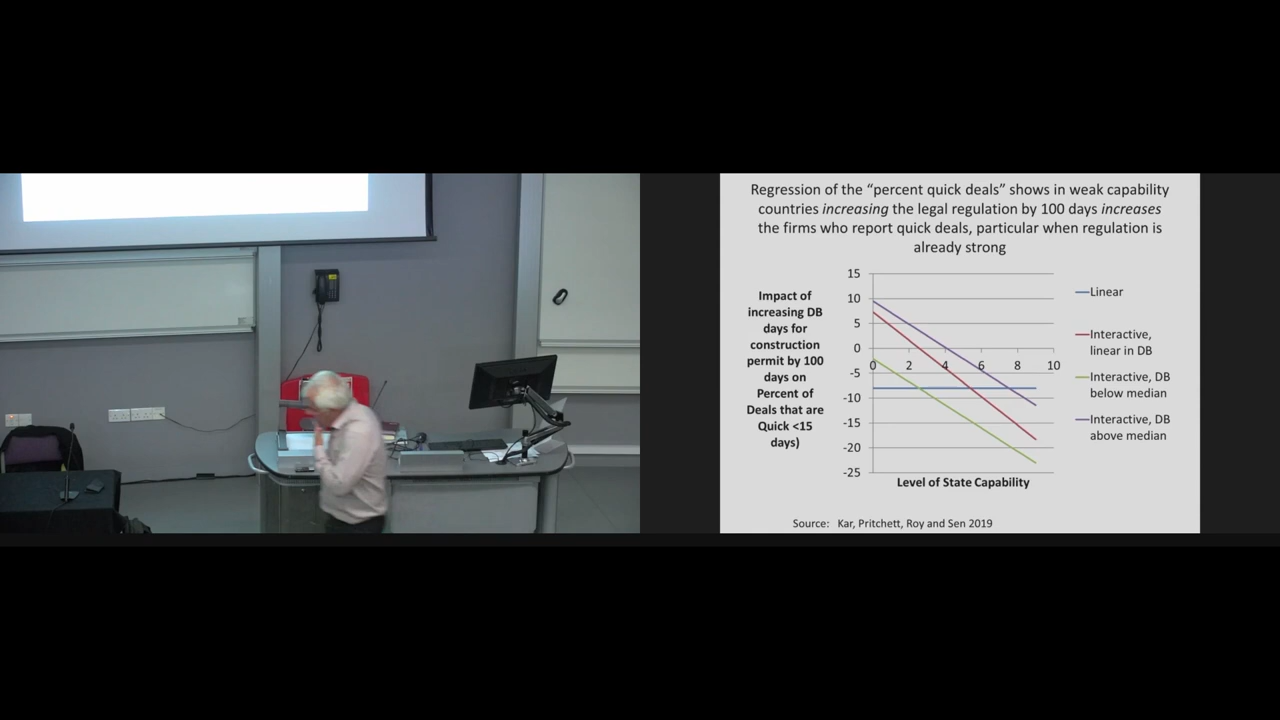 Regression of the “percent quick deals” shows in weak capability
countries increasing the legal regulation by 100 days increases
the firms who report quick deals, particular when regulation is
already strong
Impact of
increasing DB
days for
construction
permit by 100
days on
Percent of
Deals that are
Quick <15
days)
15
10
5
0
-5
-10
-15
-20
-25
0 2 4 6 8 10
Level of State Capability
Linear
Interactive,
linear in DB
Interactive, DB
below median
Interactive, DB
above median
Source: Kar, Pritchett, Roy and Sen 2019